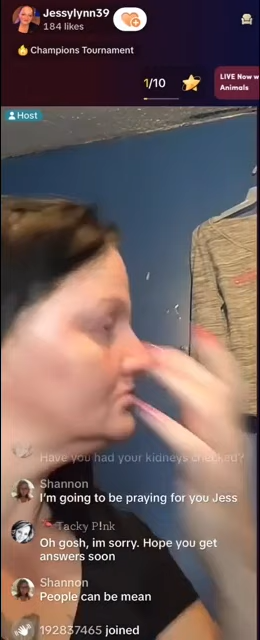 Jessylynn39
184 likes
Champions Tournament
1/10
LIVE Now w
Animals
Host
Have you had your kidneys checked?
Shannon
I'm going to be praying for you Jess
Tacky P!nk
Oh gosh, im sorry. Hope you get
answers soon
Shannon
People can be mean
192837465 joined